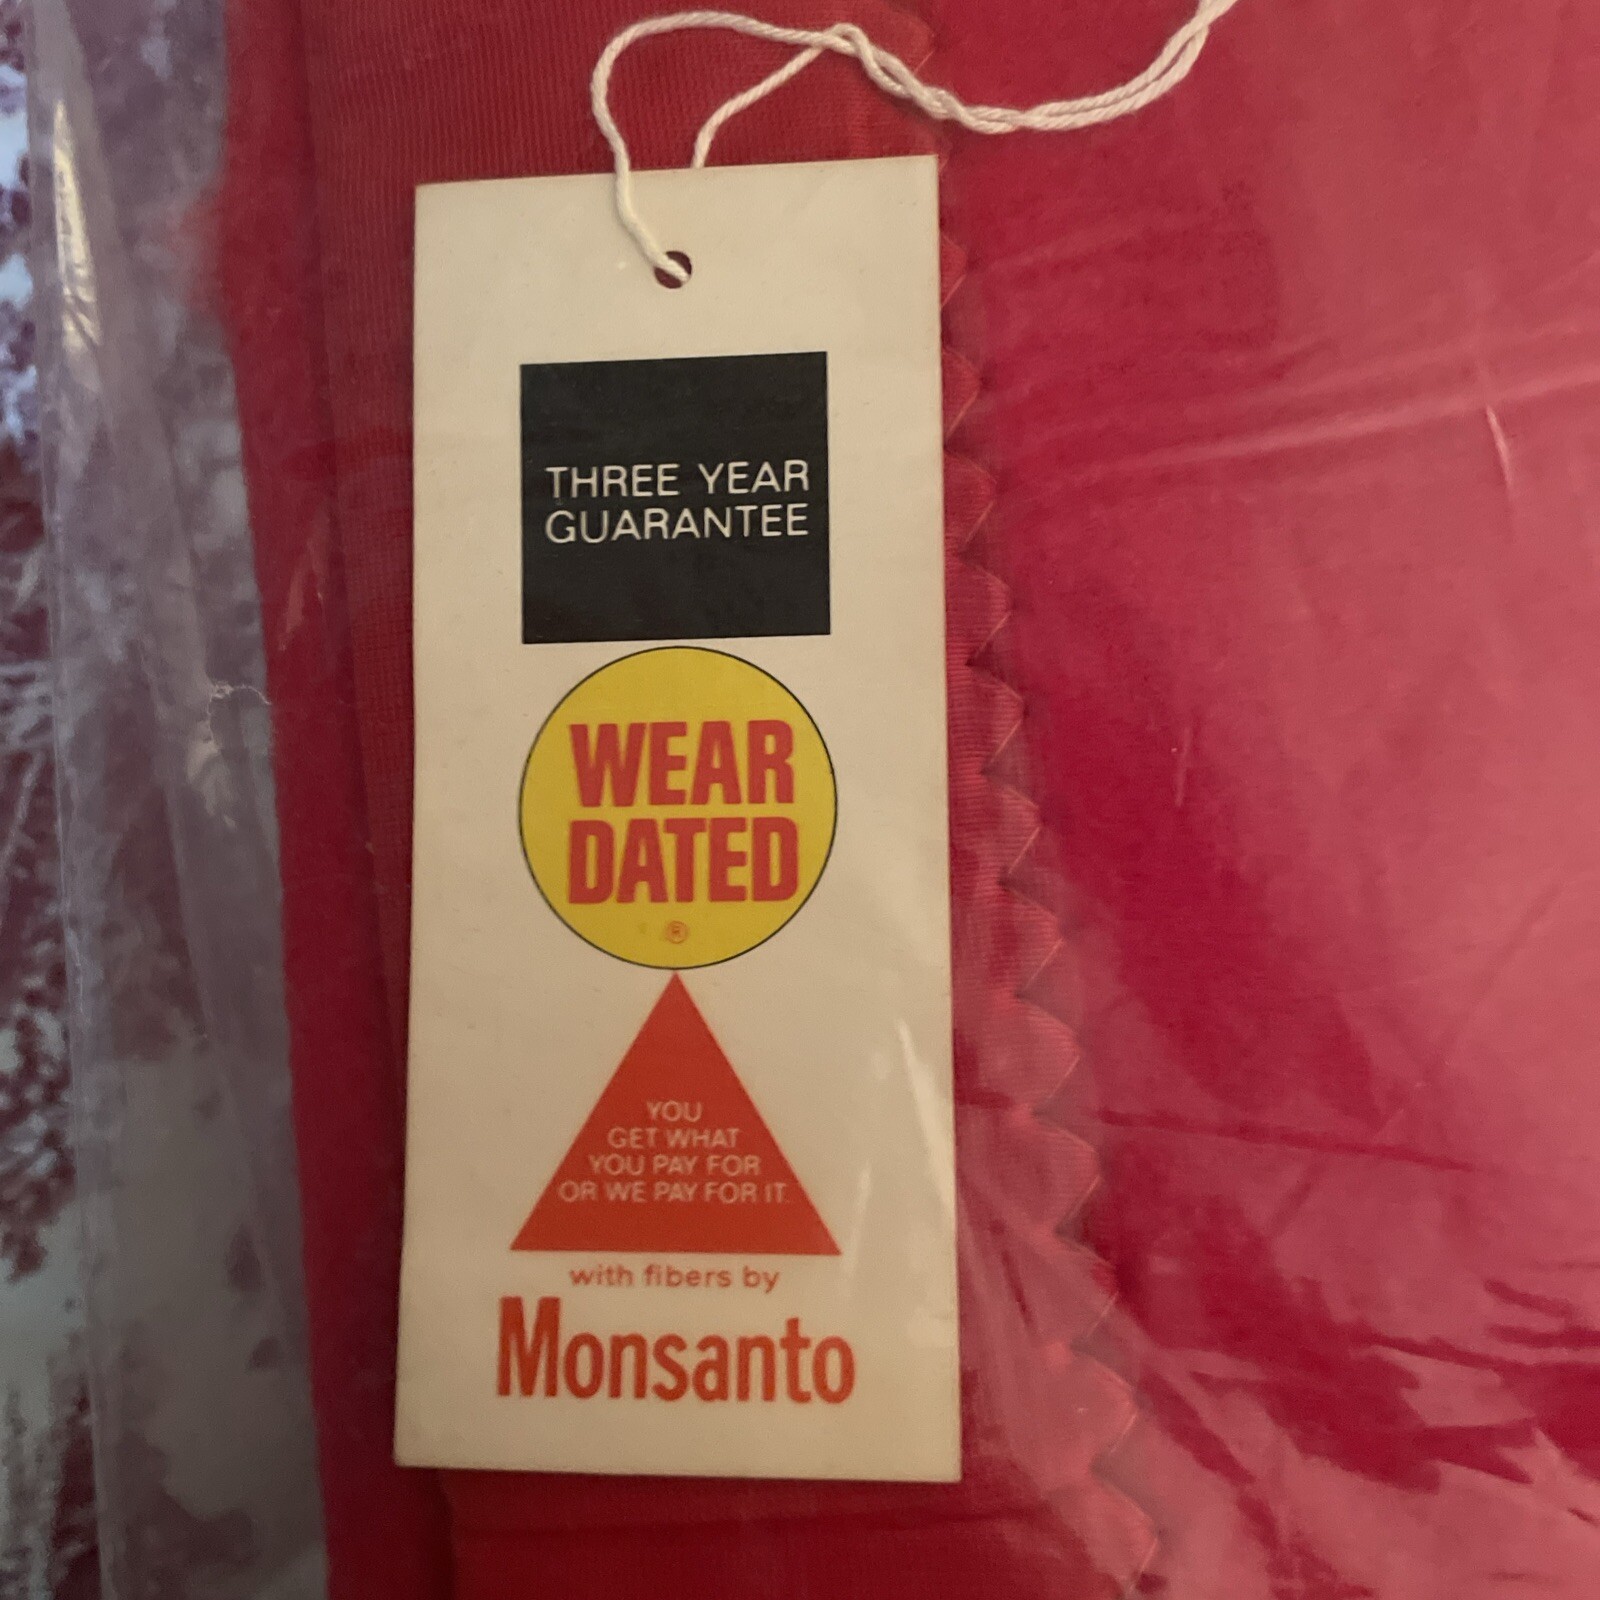 THREE YEAR
GUARANTEE
WEAR
DATED
®
YOU
GET WHAT
YOU PAY FOR
OR WE PAY FOR IT.
with fibers by
Monsanto